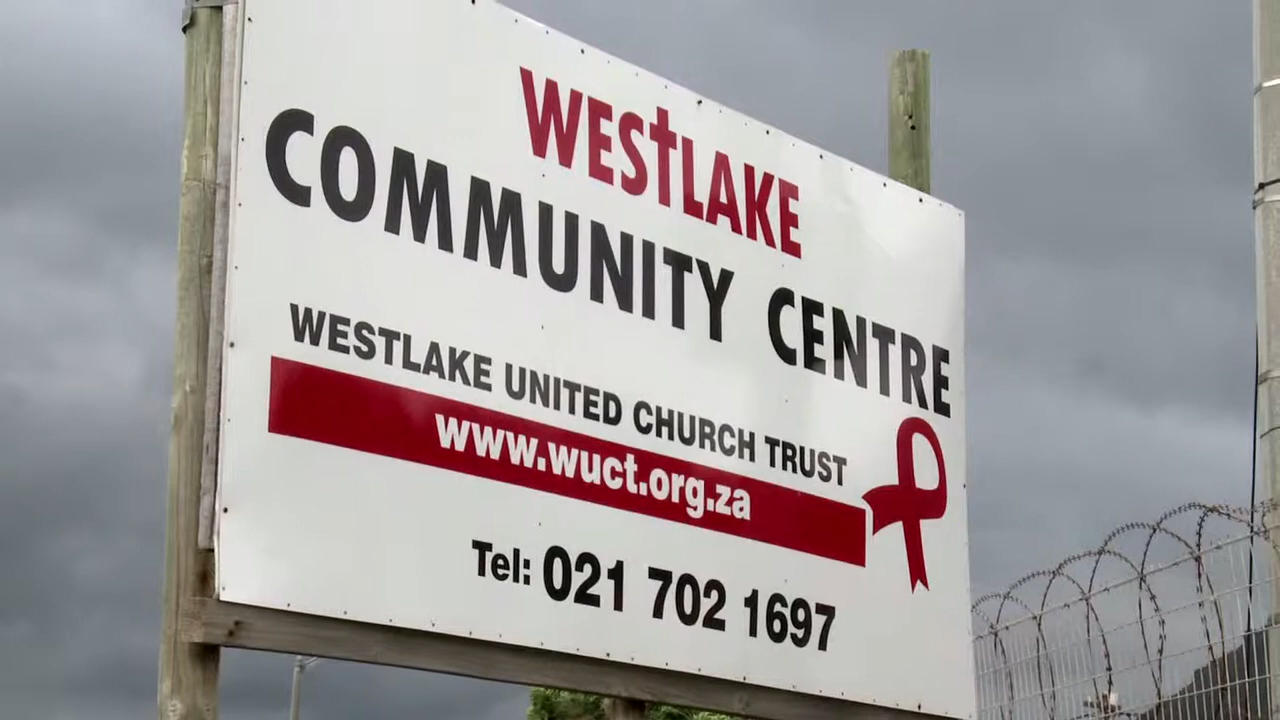 WESTLAKE
COMMUNITY CENTRE
WESTLAKE UNITED CHURCH TRUST
www.wuct.org.za
Tel: 021 702 1697